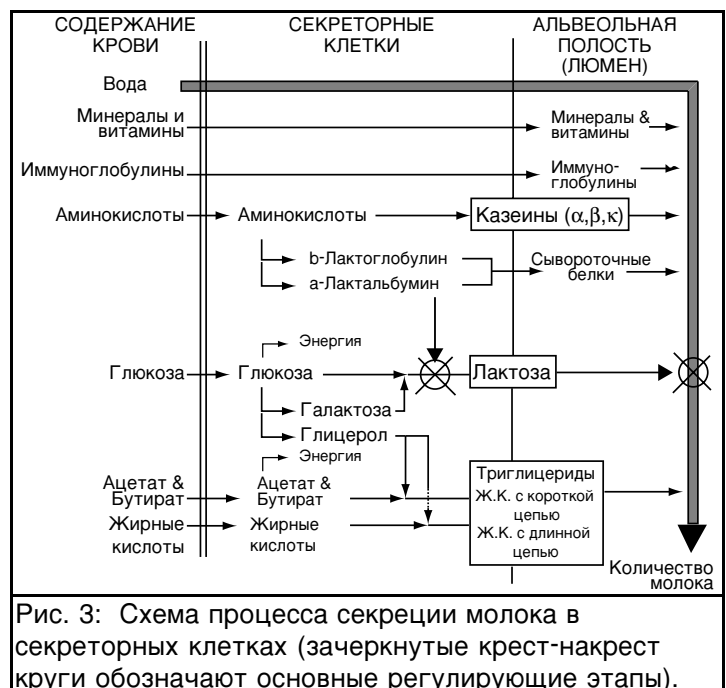 СОДЕРЖАНИЕ КРОВИ
СЕКРЕТОРНЫЕ КЛЕТКИ
АЛЬВЕОЛЬНАЯ ПОЛОСТЬ (ЛЮМЕН)
Вода
Минералы и витамины
Минералы & витамины
Иммуноглобулины
Иммуно-
глобулины
Аминокислоты
Аминокислоты
Казеины (α,β,κ)
b-Лактоглобулин
a-Лактальбумин
Сывороточные белки
Энергия
Глюкоза
Глюкоза
Лактоза
Галактоза
Глицерол
Энергия
Ацетат &
Бутират
Ацетат &
Бутират
Жирные
кислоты
Жирные
кислоты
Триглицериды
Ж.К. с короткой
цепью
Ж.К. с длинной
цепью
Количество
молока
Рис. 3: Схема процесса секреции молока в
секреторных клетках (зачеркнутые крест-накрест
круги обозначают основные регулирующие этапы).